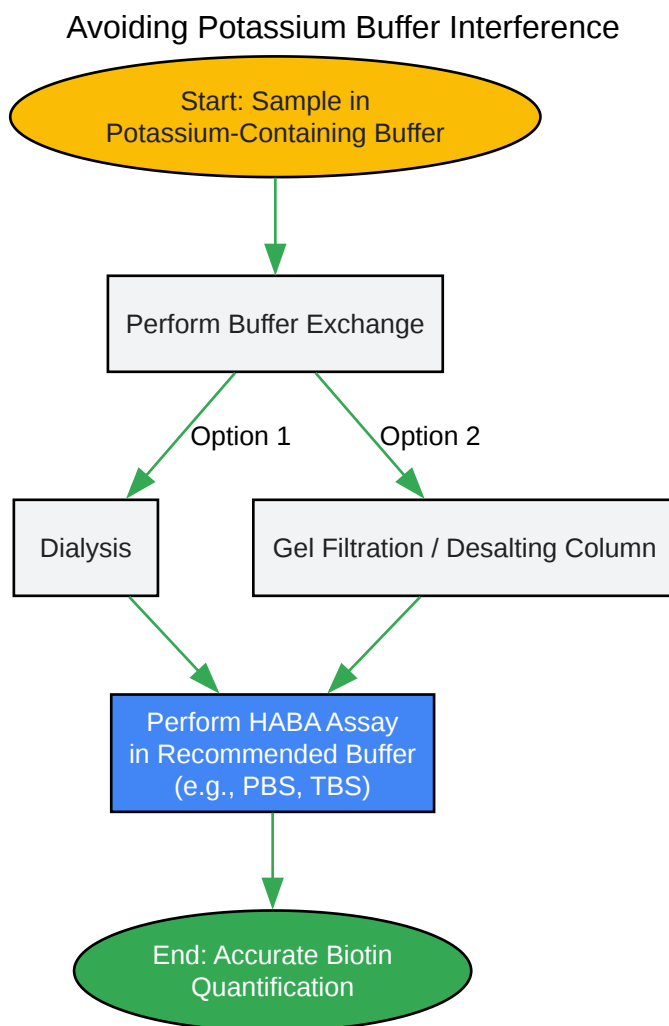 Avoiding Potassium Buffer Interference
Start: Sample in
Potassium-Containing Buffer
Perform Buffer Exchange
Option 1
Option 2
Dialysis
Gel Filtration / Desalting Column
Perform HABA Assay
in Recommended Buffer
(e.g., PBS, TBS)
End: Accurate Biotin
Quantification